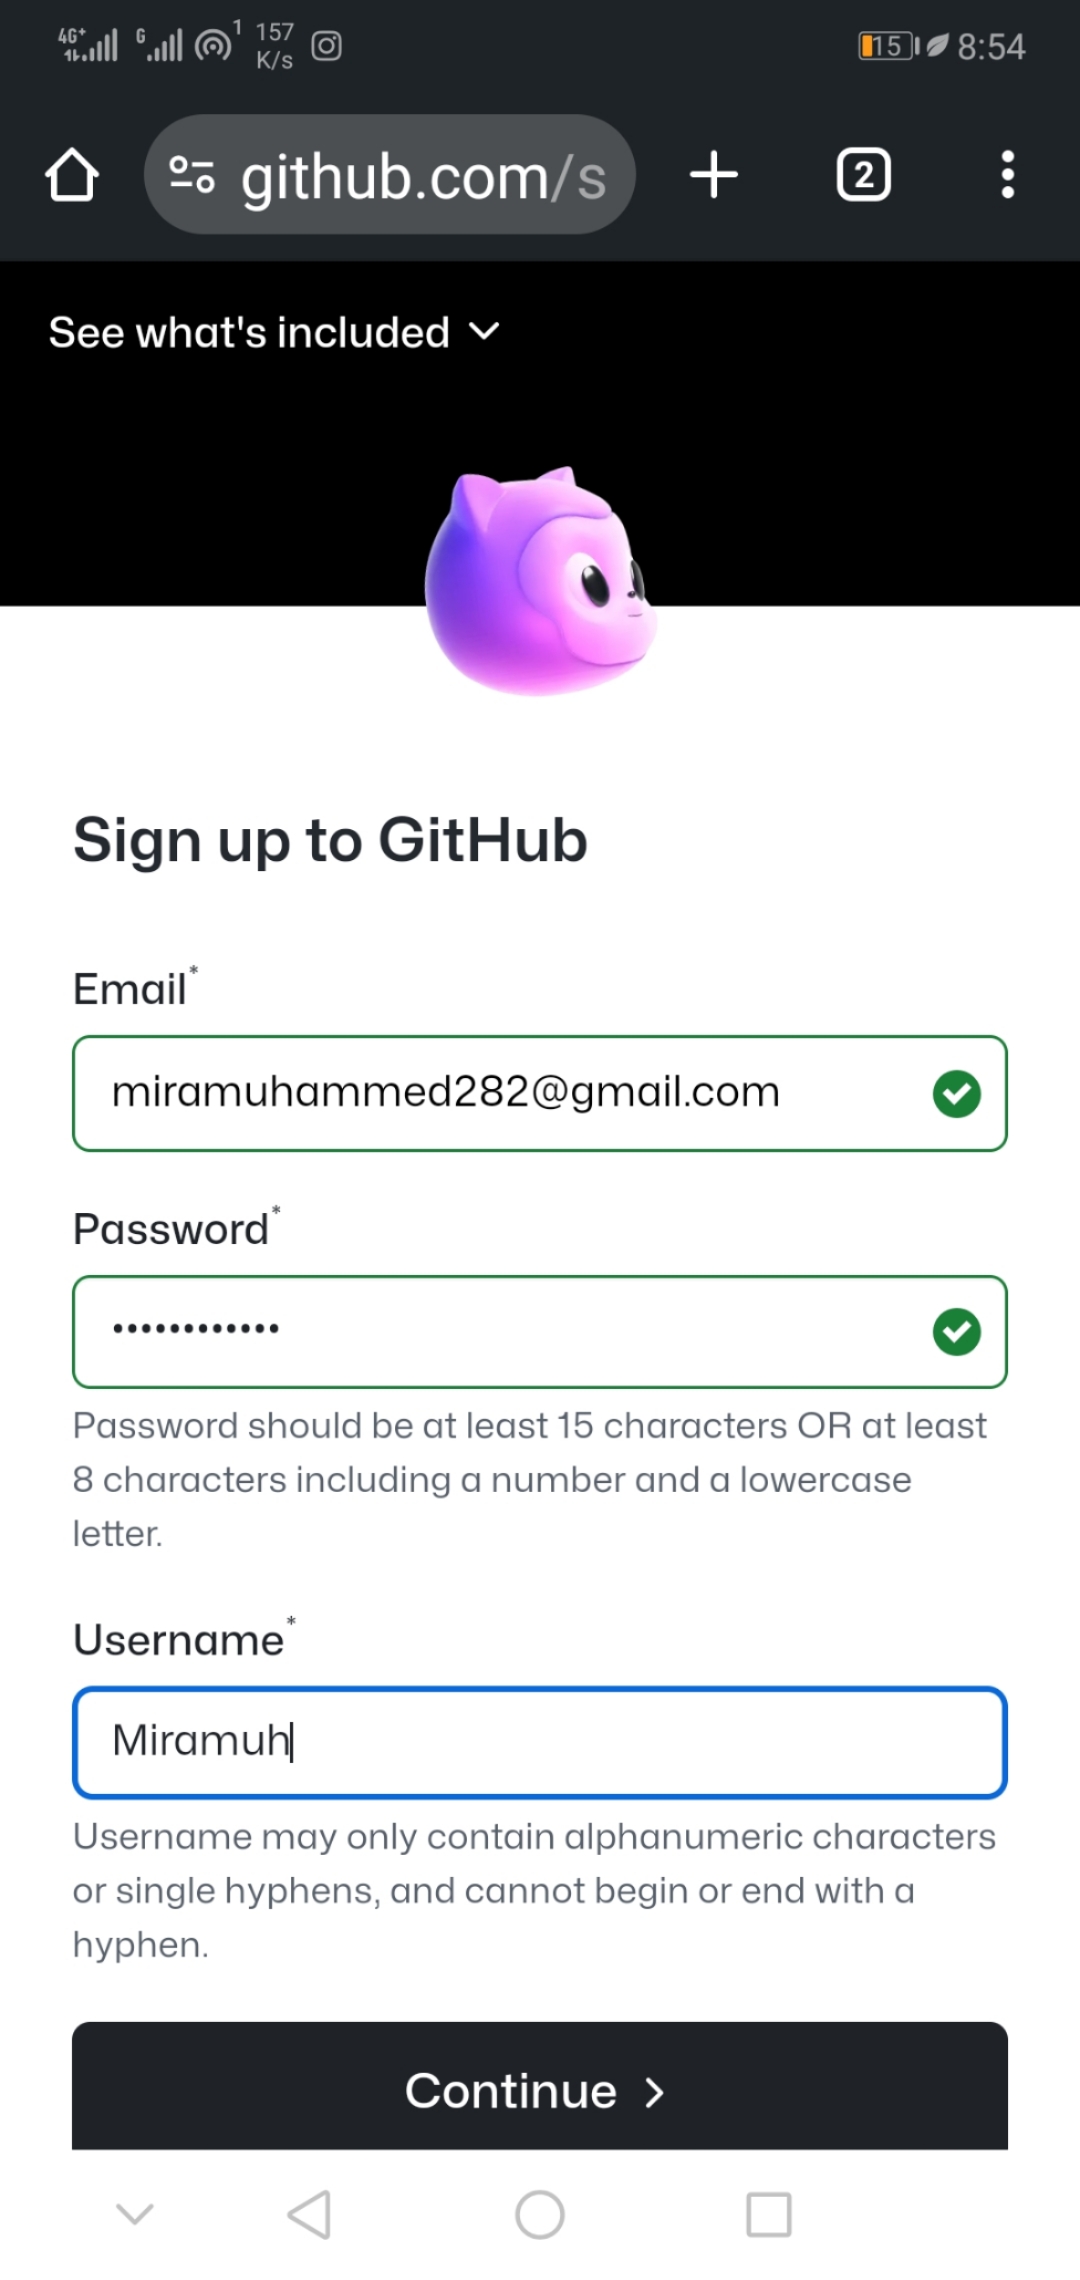 4G+ G 1 157 K/s 15 8:54
github.com/s 2
See what's included
Sign up to GitHub
Email*
miramuhammed282@gmail.com
Password*
••••••••••••
Password should be at least 15 characters OR at least
8 characters including a number and a lowercase
letter.
Username*
Miramuh
Username may only contain alphanumeric characters
or single hyphens, and cannot begin or end with a
hyphen.
Continue